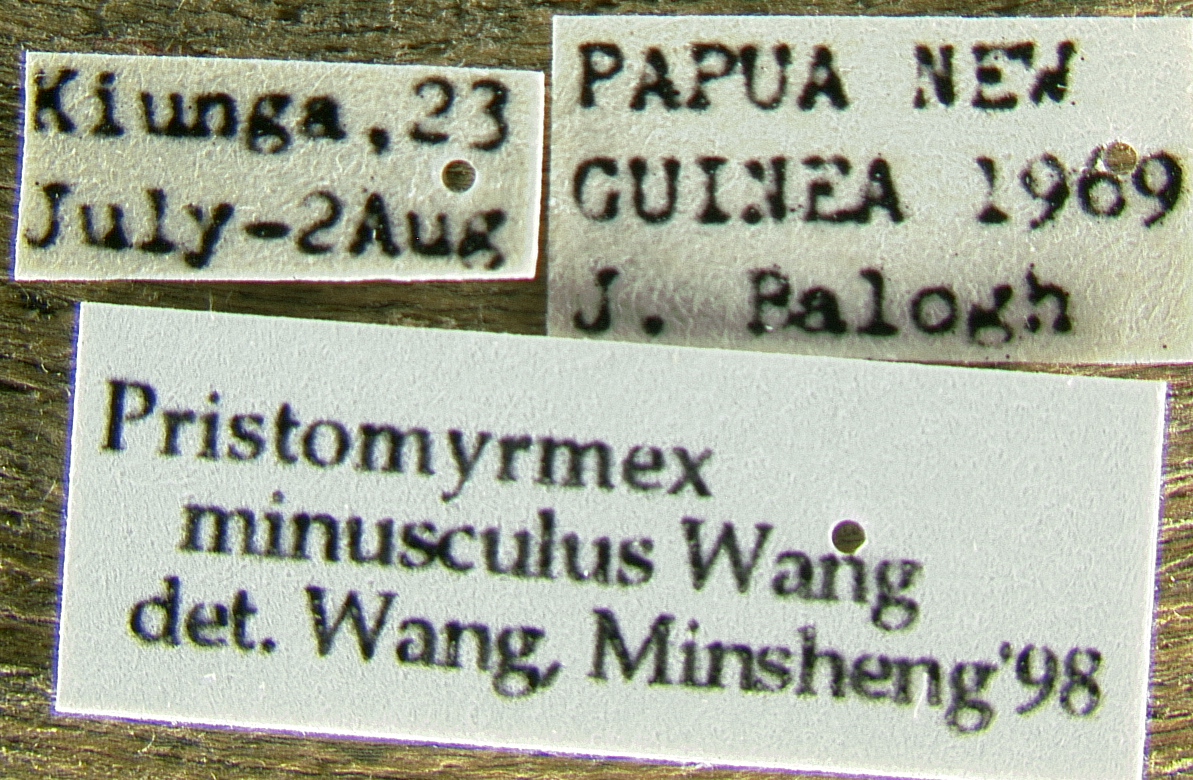 Kiunga, 23
July-2Aug
PAPUA NEW
GUINEA 1969
J. Balogh
Pristomyrmex
minusculus Wang
det. Wang, Minsheng'98